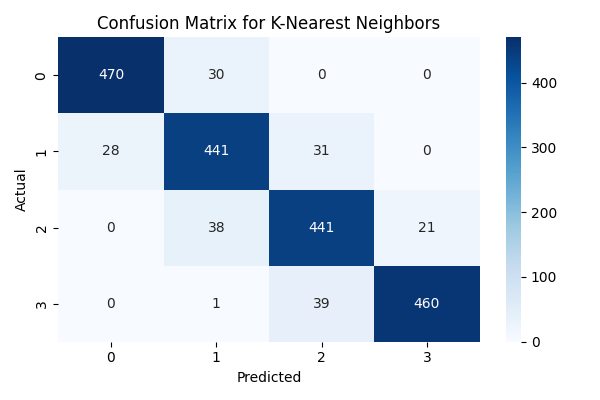 Confusion Matrix for K-Nearest Neighbors
Actual
0 470 30 0 0
1 28 441 31 0
2 0 38 441 21
3 0 1 39 460
0 1 2 3
Predicted
400
300
200
100
0